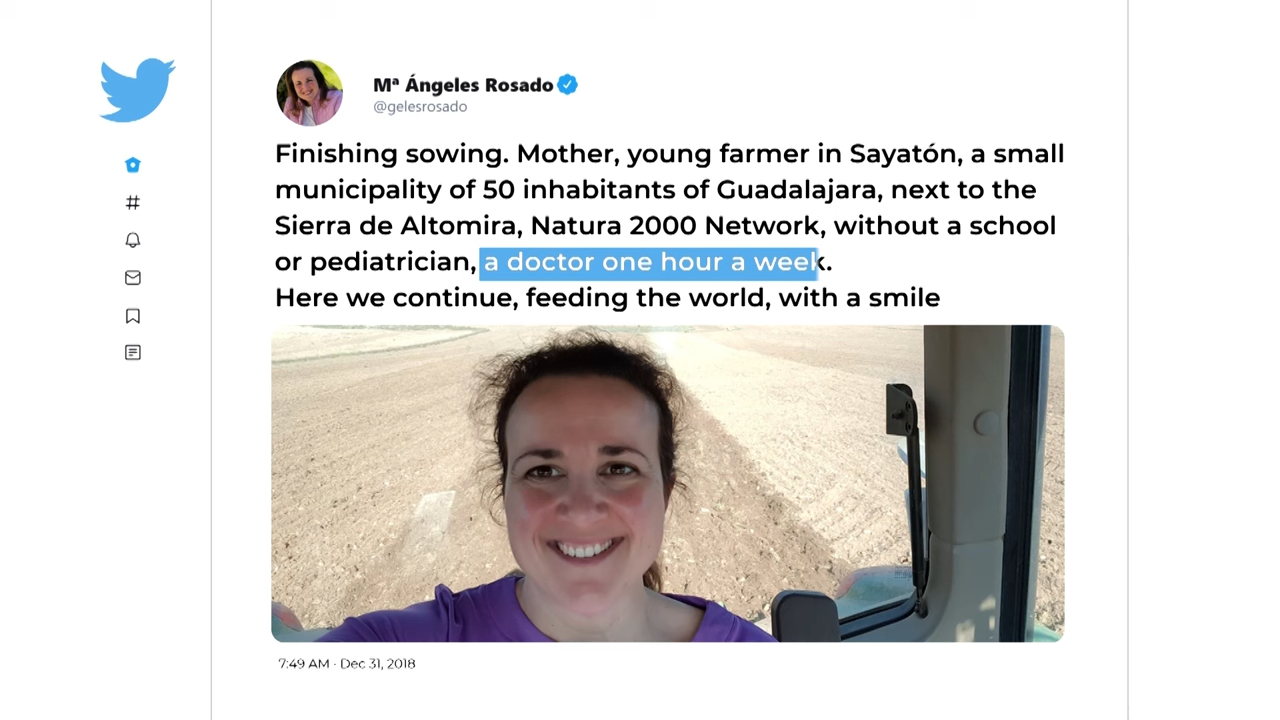 Mª Ángeles Rosado
@gelesrosado
Finishing sowing. Mother, young farmer in Sayatón, a small
municipality of 50 inhabitants of Guadalajara, next to the
Sierra de Altomira, Natura 2000 Network, without a school
or pediatrician, a doctor one hour a week.
Here we continue, feeding the world, with a smile
7:49 AM · Dec 31, 2018